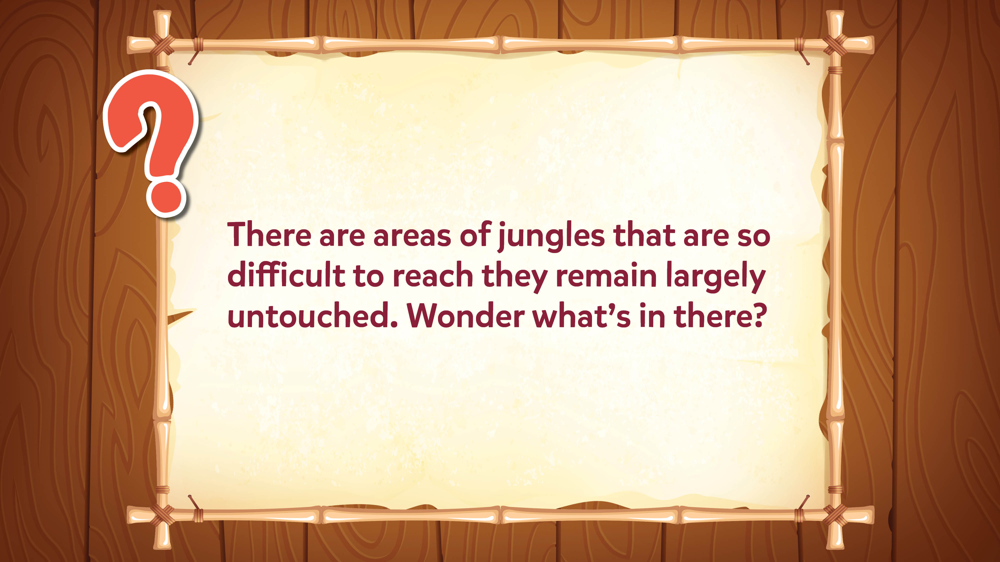 There are areas of jungles that are so
difficult to reach they remain largely
untouched. Wonder what’s in there?